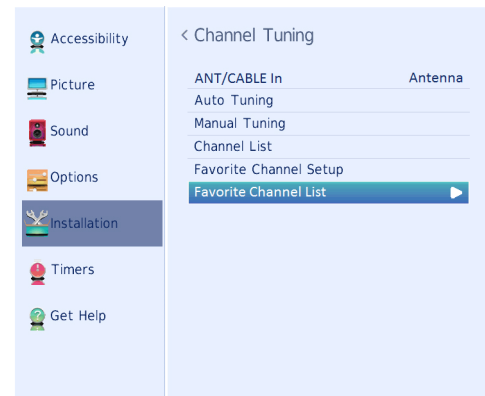 Accessibility
Picture
Sound
Options
Installation
Timers
Get Help
< Channel Tuning
ANT/CABLE In Antenna
Auto Tuning
Manual Tuning
Channel List
Favorite Channel Setup
Favorite Channel List